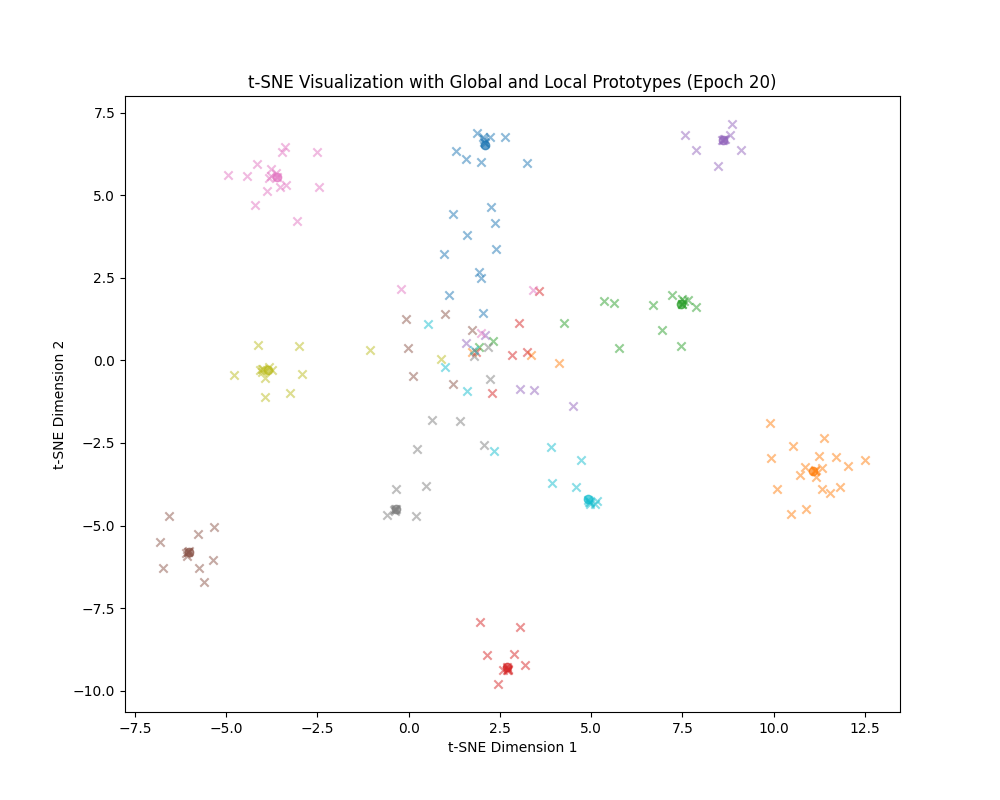 t-SNE Visualization with Global and Local Prototypes (Epoch 20)
7.5
5.0
2.5
0.0
−2.5
−5.0
−7.5
−10.0
t-SNE Dimension 2
−7.5 −5.0 −2.5 0.0 2.5 5.0 7.5 10.0 12.5
t-SNE Dimension 1